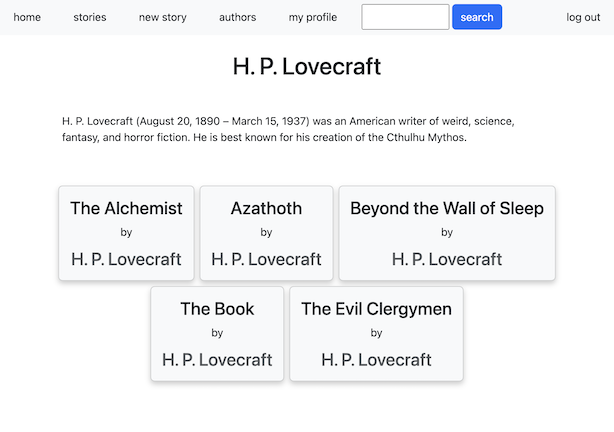 home stories new story authors my profile search log out
H. P. Lovecraft
H. P. Lovecraft (August 20, 1890 – March 15, 1937) was an American writer of weird, science,
fantasy, and horror fiction. He is best known for his creation of the Cthulhu Mythos.
The Alchemist
by
H. P. Lovecraft
Azathoth
by
H. P. Lovecraft
Beyond the Wall of Sleep
by
H. P. Lovecraft
The Book
by
H. P. Lovecraft
The Evil Clergymen
by
H. P. Lovecraft